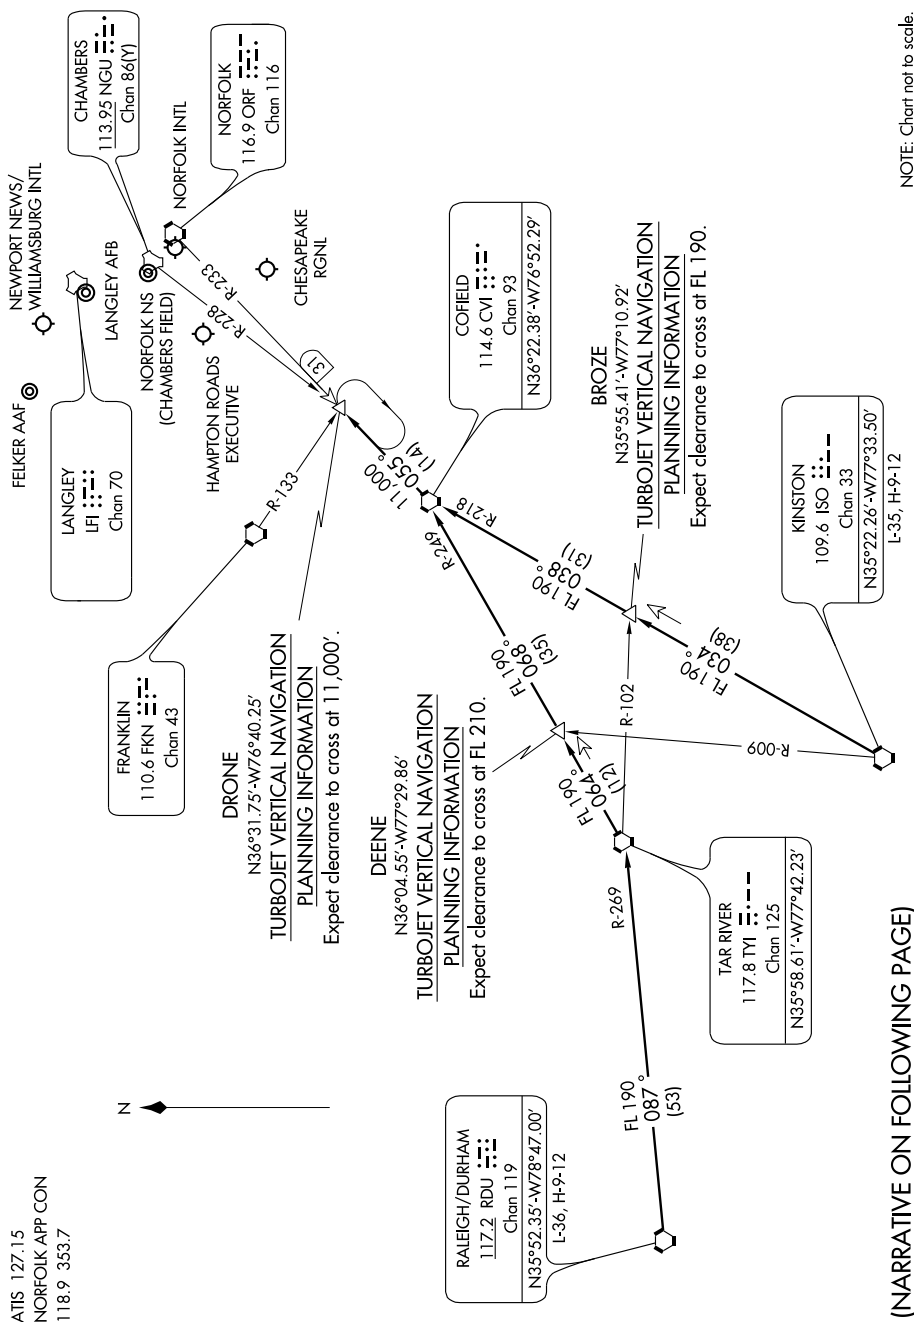 ATIS 127.15
NORFOLK APP CON
118.9 353.7
FELKER AAF
NEWPORT NEWS/
WILLIAMSBURG INTL
LANGLEY AFB
NORFOLK NS
(CHAMBERS FIELD)
HAMPTON ROADS
EXECUTIVE
NORFOLK INTL
CHESAPEAKE
RGNL
CHAMBERS
113.95 NGU
Chan 86(Y)
NORFOLK
116.9 ORF
Chan 116
LANGLEY
LFI
Chan 70
FRANKLIN
110.6 FKN
Chan 43
R-133
R-228
R-233
31
N
DRONE
N36°31.75′-W76°40.25′
TURBOJET VERTICAL NAVIGATION
PLANNING INFORMATION
Expect clearance to cross at 11,000′.
11,000
055°
(14)
COFIELD
114.6 CVI
Chan 93
N36°22.38′-W76°52.29′
R-249
R-218
DEENE
N36°04.55′-W77°29.86′
TURBOJET VERTICAL NAVIGATION
PLANNING INFORMATION
Expect clearance to cross at FL 210.
FL 190
068°
(35)
FL 190
038°
(31)
BROZE
N35°55.41′-W77°10.92′
TURBOJET VERTICAL NAVIGATION
PLANNING INFORMATION
Expect clearance to cross at FL 190.
FL 190
064°
(12)
R-102
FL 190
034°
(38)
R-009
RALEIGH/DURHAM
117.2 RDU
Chan 119
N35°52.35′-W78°47.00′
L-36, H-9-12
FL 190
087°
(53)
R-269
TAR RIVER
117.8 TYI
Chan 125
N35°58.61′-W77°42.23′
KINSTON
109.6 ISO
Chan 33
N35°22.26′-W77°33.50′
L-35, H-9-12
(NARRATIVE ON FOLLOWING PAGE)
NOTE: Chart not to scale.